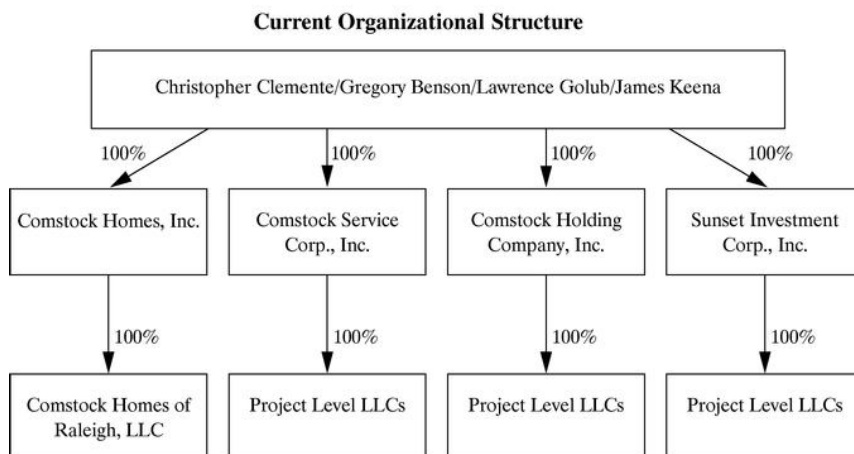 Current Organizational Structure
Christopher Clemente/Gregory Benson/Lawrence Golub/James Keena
100% 100% 100% 100%
Comstock Homes, Inc.
Comstock Service
Corp., Inc.
Comstock Holding
Company, Inc.
Sunset Investment
Corp., Inc.
100% 100% 100% 100%
Comstock Homes of
Raleigh, LLC
Project Level LLCs
Project Level LLCs
Project Level LLCs